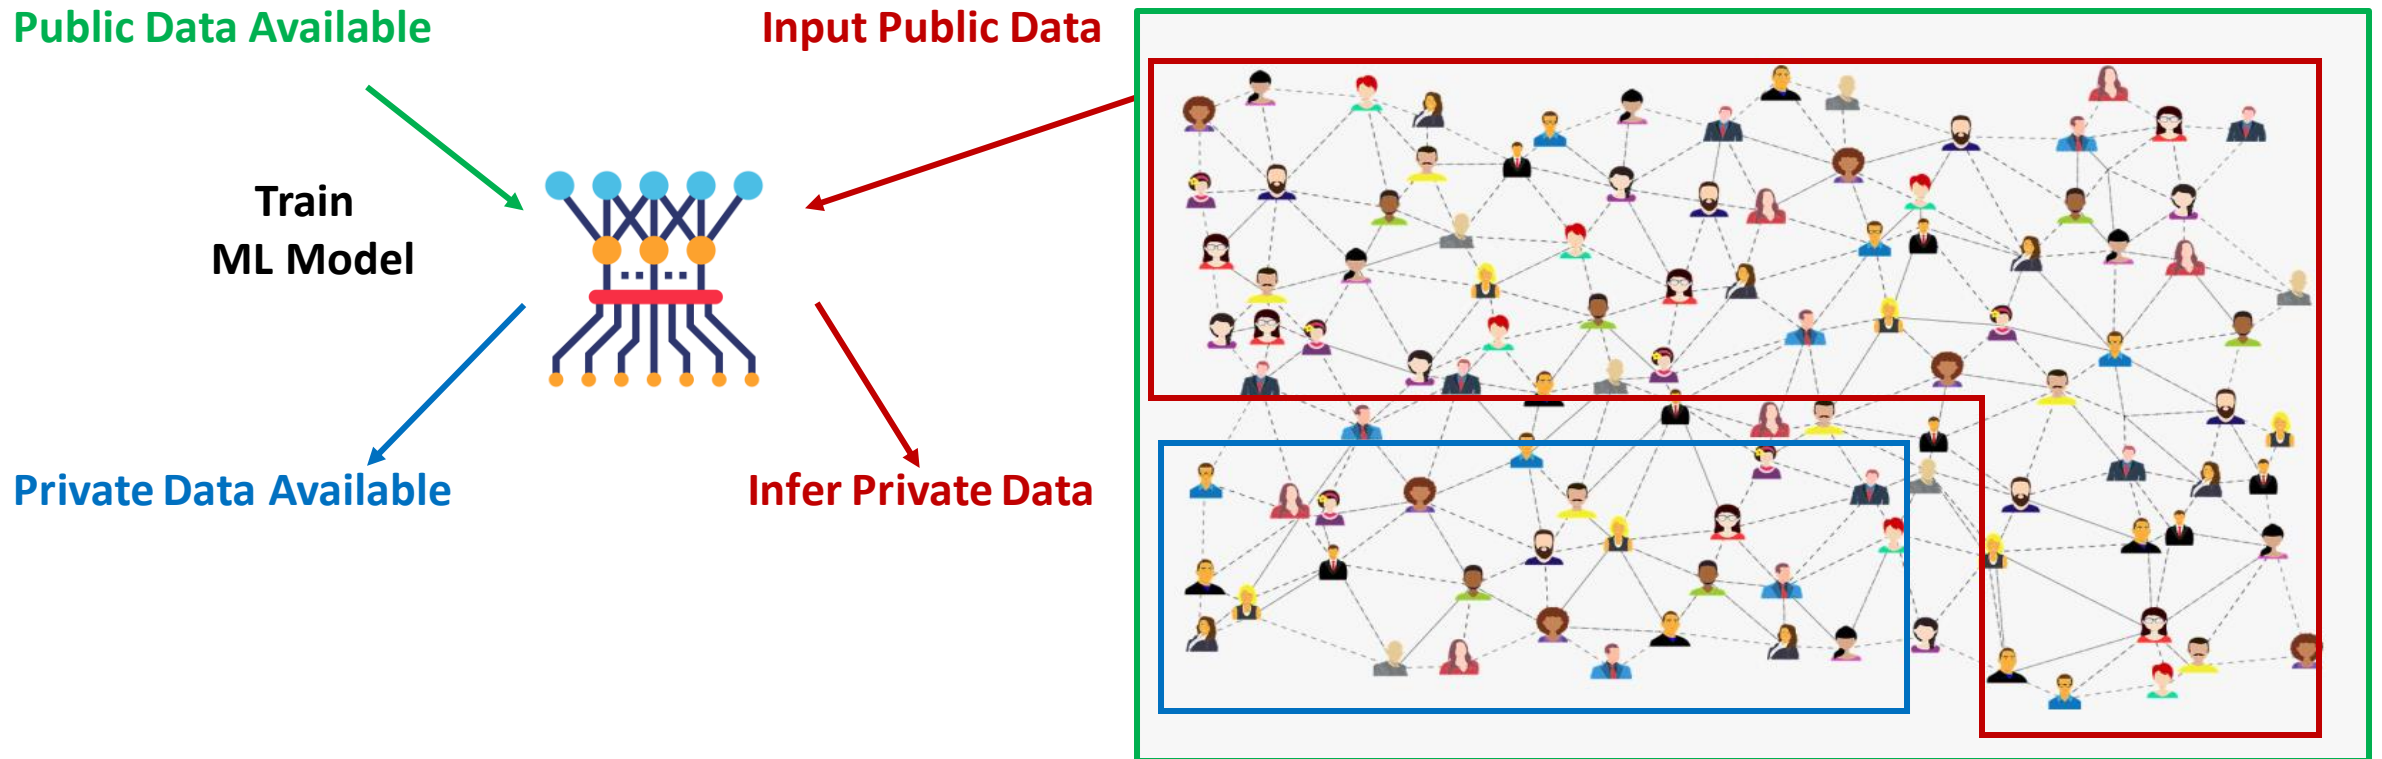 Public Data Available
Input Public Data
Train
ML Model
Private Data Available
Infer Private Data